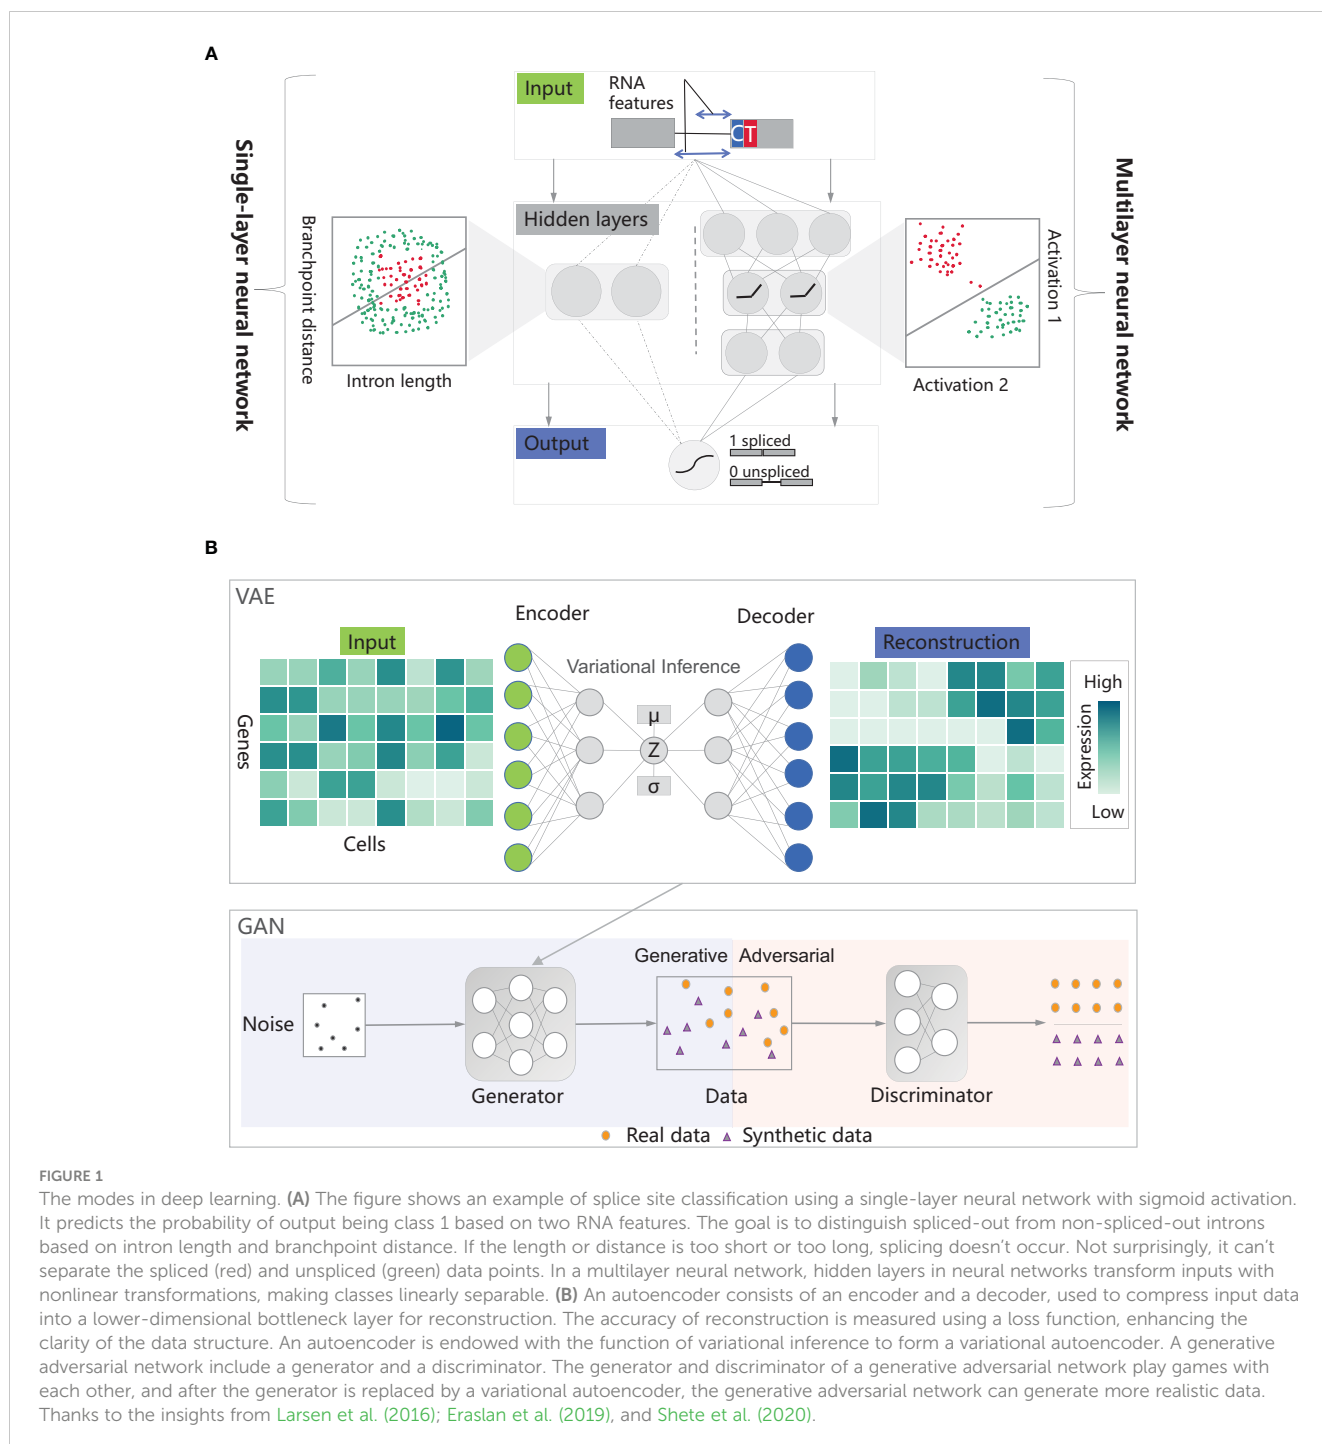 A
Input
RNA
features
CT
Single-layer neural network
Multilayer neural network
Hidden layers
Branchpoint distance
Intron length
Activation 1
Activation 2
Output
1 spliced
0 unspliced
B
VAE
Encoder
Decoder
Input
Reconstruction
Variational Inference
High
Genes
μ
Z
σ
Expression
Low
Cells
GAN
Generative
Adversarial
Noise
Generator
Data
Discriminator
Real data
Synthetic data
FIGURE 1
The modes in deep learning. (A) The figure shows an example of splice site classification using a single-layer neural network with sigmoid activation.
It predicts the probability of output being class 1 based on two RNA features. The goal is to distinguish spliced-out from non-spliced-out introns
based on intron length and branchpoint distance. If the length or distance is too short or too long, splicing doesn't occur. Not surprisingly, it can't
separate the spliced (red) and unspliced (green) data points. In a multilayer neural network, hidden layers in neural networks transform inputs with
nonlinear transformations, making classes linearly separable. (B) An autoencoder consists of an encoder and a decoder, used to compress input data
into a lower-dimensional bottleneck layer for reconstruction. The accuracy of reconstruction is measured using a loss function, enhancing the
clarity of the data structure. An autoencoder is endowed with the function of variational inference to form a variational autoencoder. A generative
adversarial network include a generator and a discriminator. The generator and discriminator of a generative adversarial network play games with
each other, and after the generator is replaced by a variational autoencoder, the generative adversarial network can generate more realistic data.
Thanks to the insights from Larsen et al. (2016); Eraslan et al. (2019), and Shete et al. (2020).